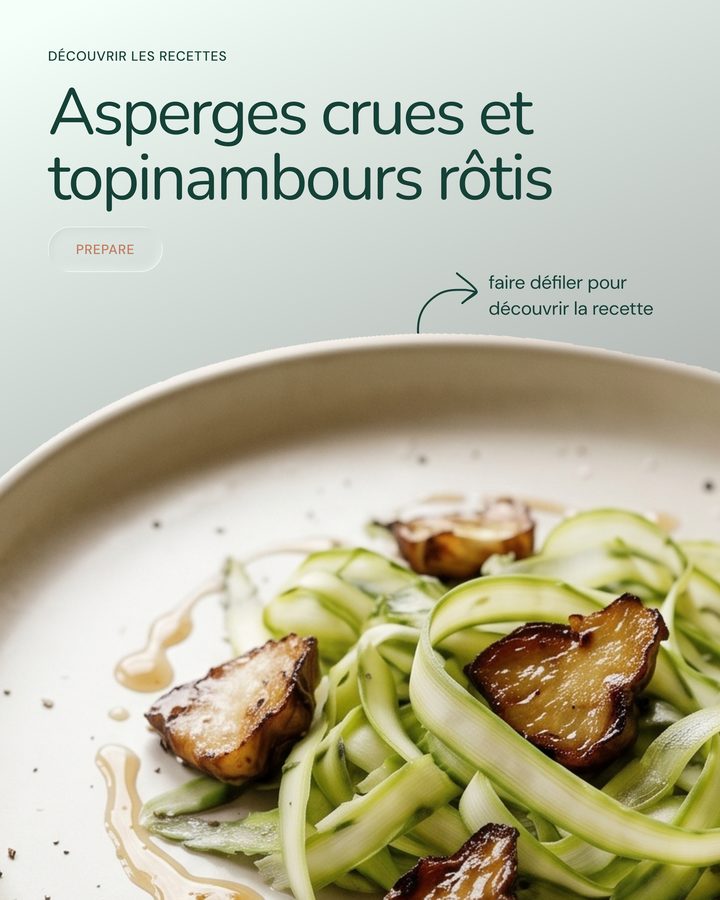 DÉCOUVRIR LES RECETTES
Asperges crues et
topinambours rôtis
PREPARE
faire défiler pour
découvrir la recette